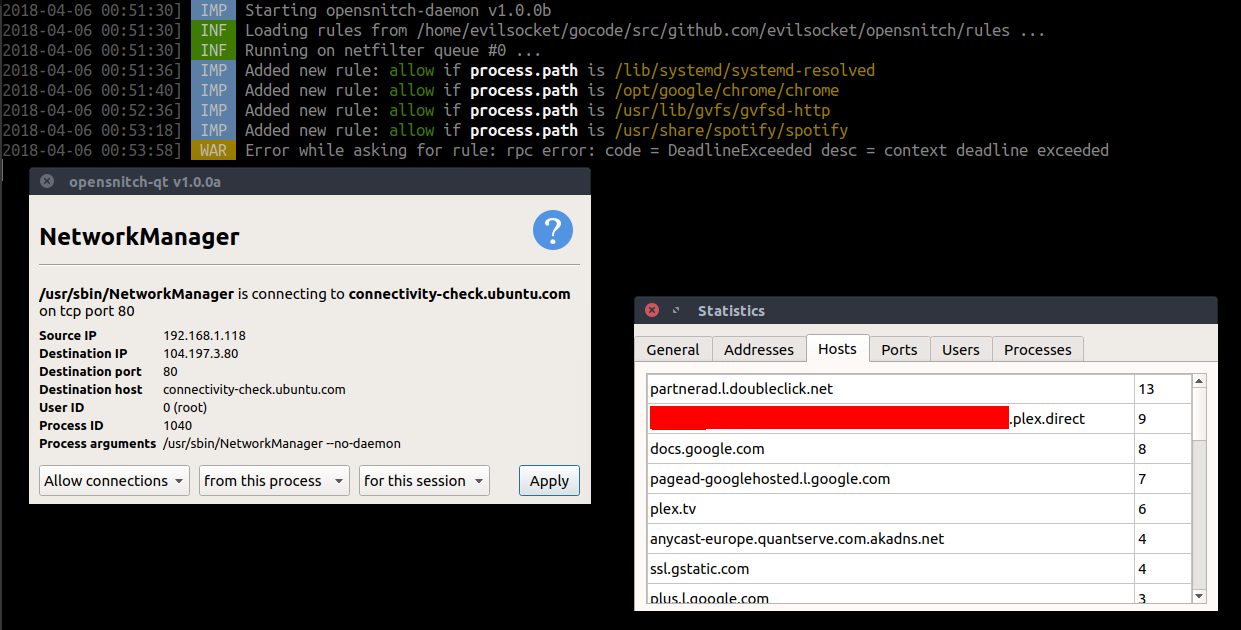 2018-04-06 00:51:30] IMP Starting opensnitch-daemon v1.0.0b
2018-04-06 00:51:30] INF Loading rules from /home/evilsocket/gocode/src/github.com/evilsocket/opensnitch/rules ...
2018-04-06 00:51:30] INF Running on netfilter queue #0 ...
2018-04-06 00:51:36] IMP Added new rule: allow if process.path is /lib/systemd/systemd-resolved
2018-04-06 00:51:40] IMP Added new rule: allow if process.path is /opt/google/chrome/chrome
2018-04-06 00:52:36] IMP Added new rule: allow if process.path is /usr/lib/gvfs/gvfsd-http
2018-04-06 00:53:18] IMP Added new rule: allow if process.path is /usr/share/spotify/spotify
2018-04-06 00:53:58] WAR Error while asking for rule: rpc error: code = DeadlineExceeded desc = context deadline exceeded
opensnitch-qt v1.0.0a
NetworkManager
?
/usr/sbin/NetworkManager is connecting to connectivity-check.ubuntu.com
on tcp port 80
Source IP 192.168.1.118
Destination IP 104.197.3.80
Destination port 80
Destination host connectivity-check.ubuntu.com
User ID 0 (root)
Process ID 1040
Process arguments /usr/sbin/NetworkManager --no-daemon
Allow connections from this process for this session Apply
Statistics
General Addresses Hosts Ports Users Processes
partnerad.l.doubleclick.net 13
.plex.direct 9
docs.google.com 8
pagead-googlehosted.l.google.com 7
plex.tv 6
anycast-europe.quantserve.com.akadns.net 4
ssl.gstatic.com 4
plus.l.google.com 3